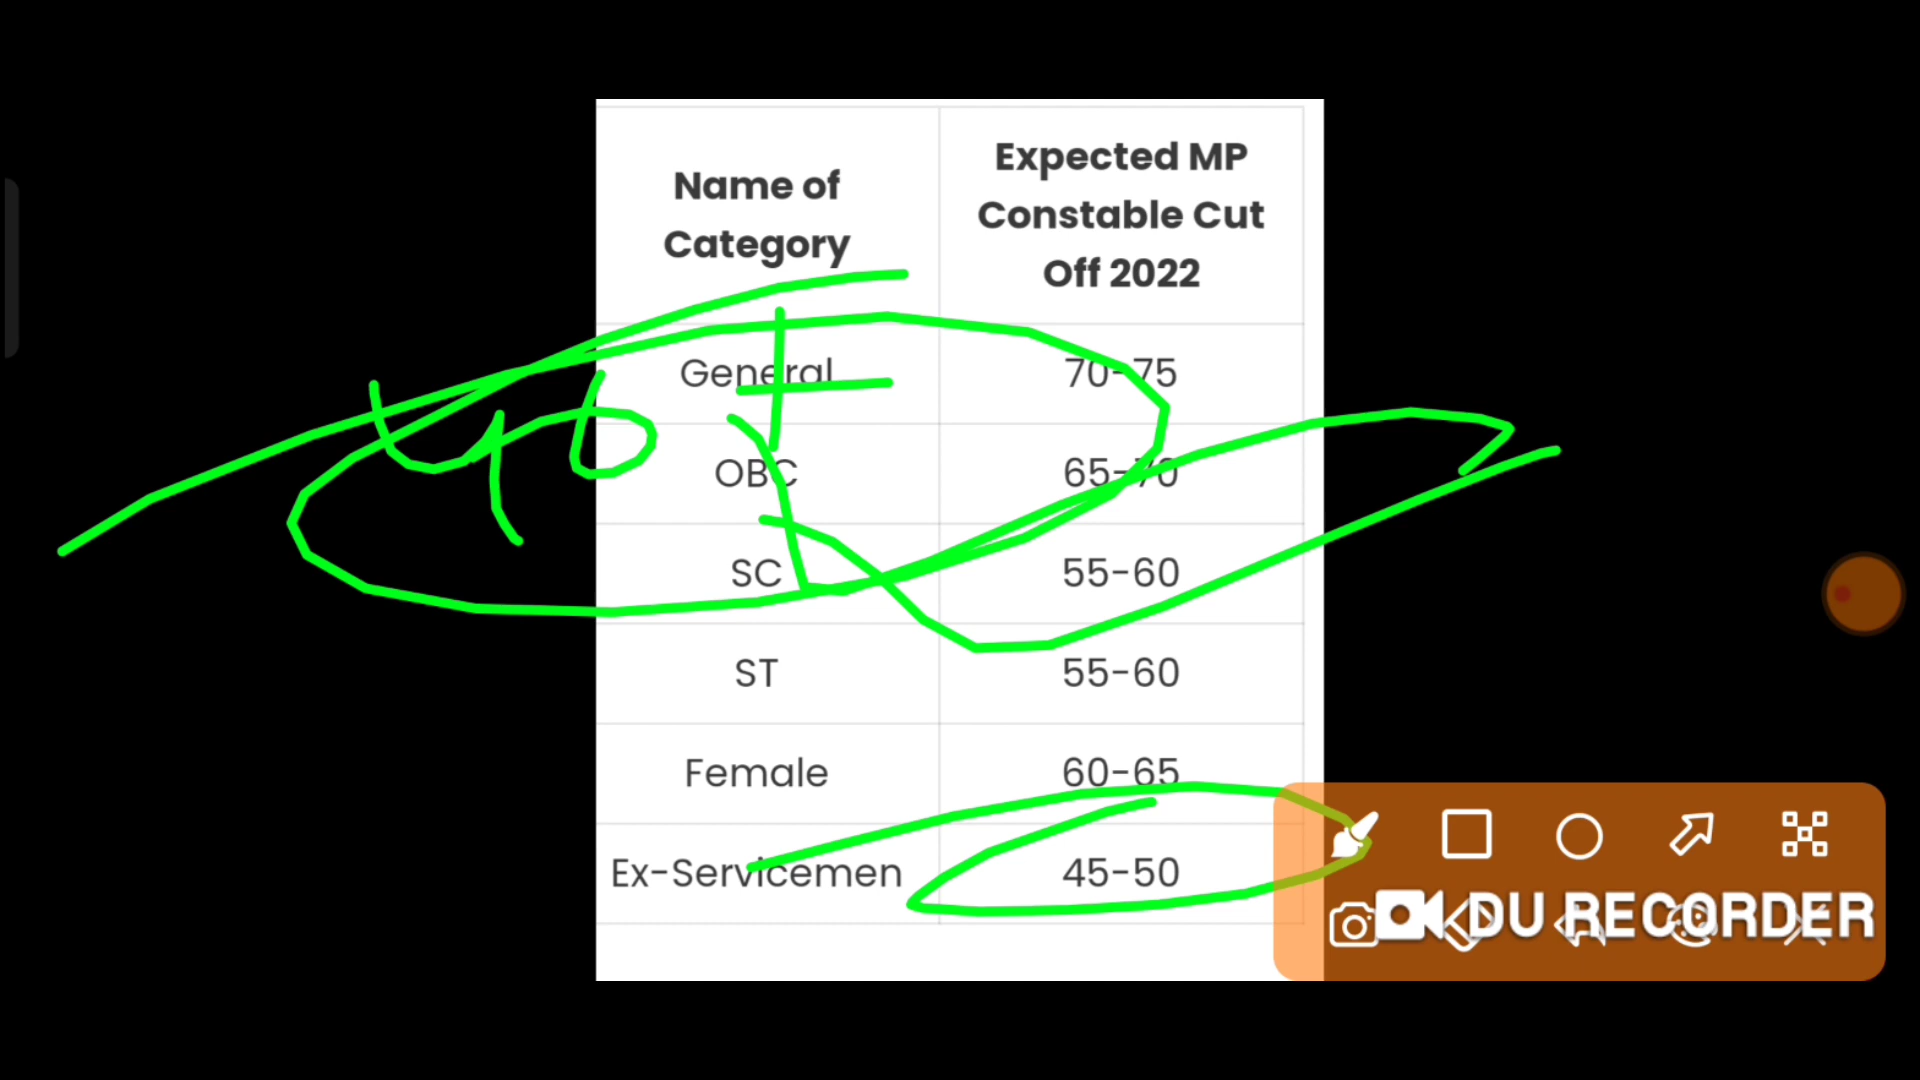 Name of Category
Expected MP Constable Cut Off 2022
General 70-75
OBC 65-70
SC 55-60
ST 55-60
Female 60-65
Ex-Servicemen 45-50
DU RECORDER